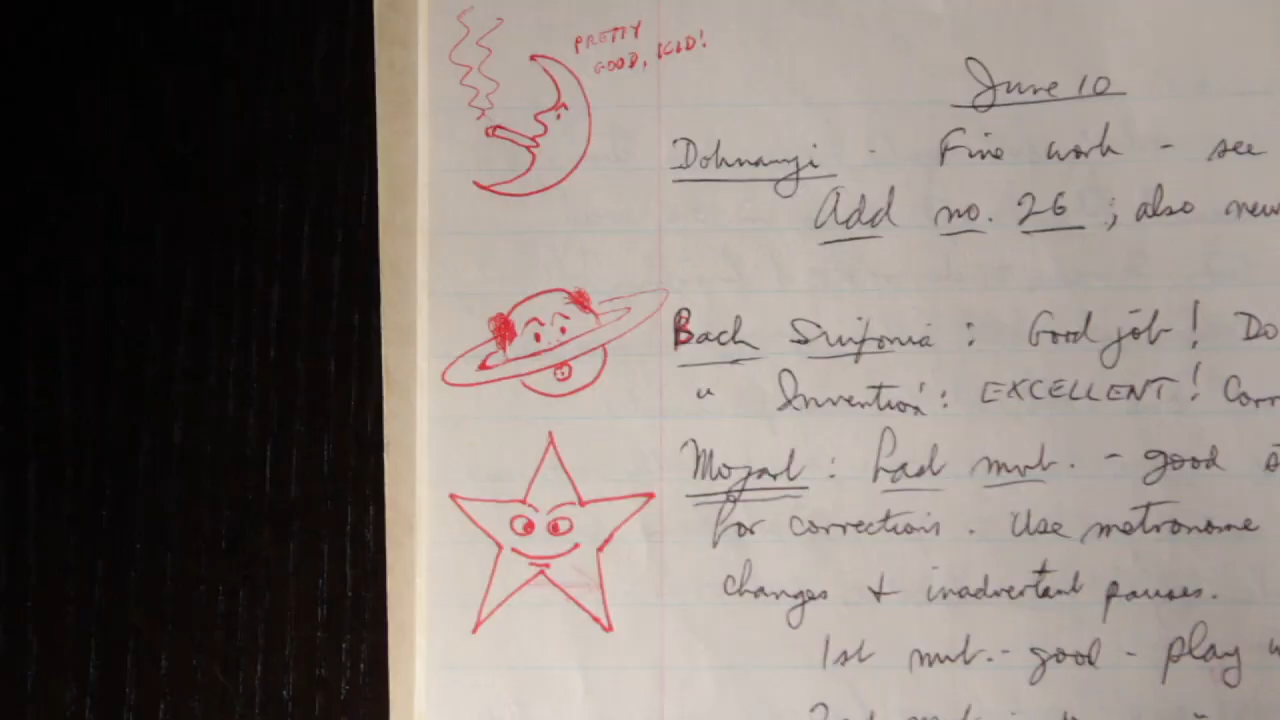 PRETTY
GOOD, KID!
June 10
Dohnanyi - Fine work - see
Add no. 26 ; also new
Bach Sinfonia : Good job! Do
" Invention : EXCELLENT! Corr
Mozart : 2nd mvt. - good
for corrections. Use metronome
changes + inadvertant pauses.
1st mvt. - good - play